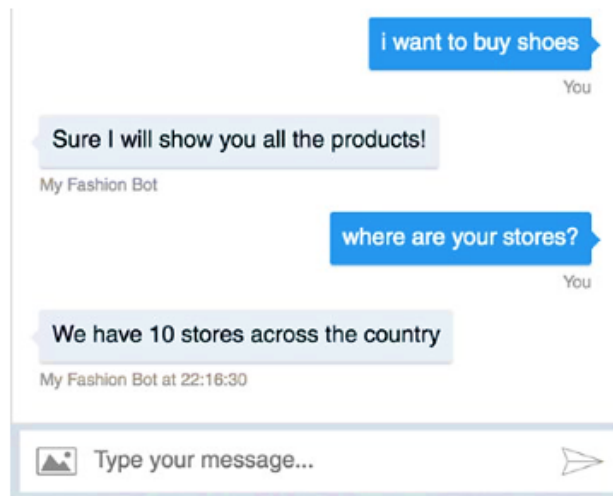 i want to buy shoes
You
Sure I will show you all the products!
My Fashion Bot
where are your stores?
You
We have 10 stores across the country
My Fashion Bot at 22:16:30
Type your message...